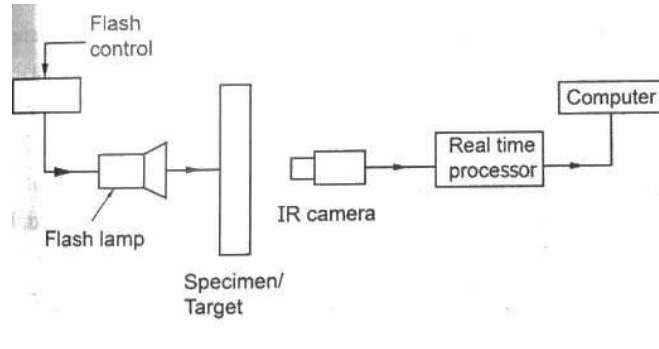 Flash
control
Computer
Real time
processor
IR camera
Flash lamp
Specimen/
Target